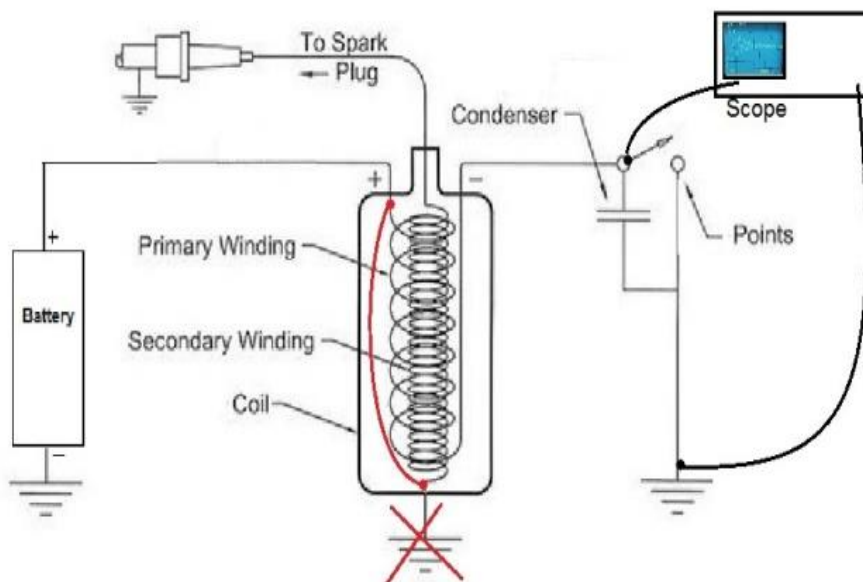 To Spark
Plug
Scope
Condenser
+
−
Points
+
Primary Winding
Battery
Secondary Winding
Coil
−